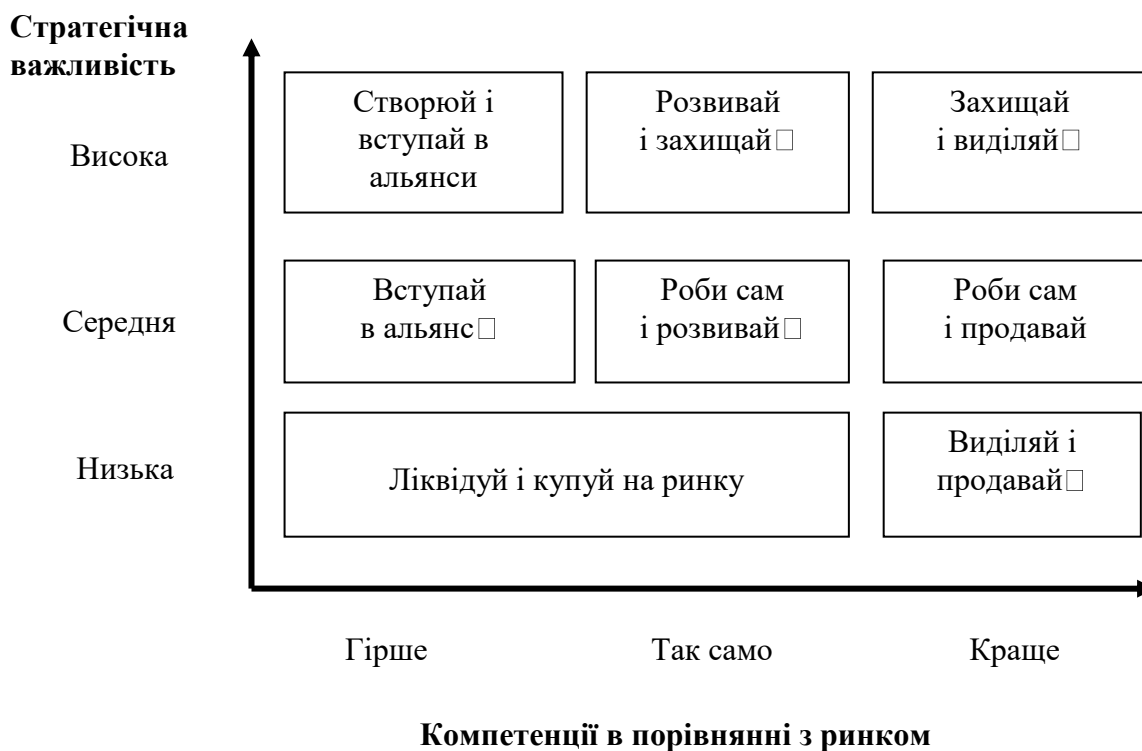 Стратегічна
важливість
Висока
Створюй і
вступай в
альянси
Розвивай
і захищай□
Захищай
і виділяй□
Середня
Вступай
в альянс□
Роби сам
і розвивай□
Роби сам
і продавай
Низька
Ліквідуй і купуй на ринку
Виділяй і
продавай□
Гірше
Так само
Краще
Компетенції в порівнянні з ринком